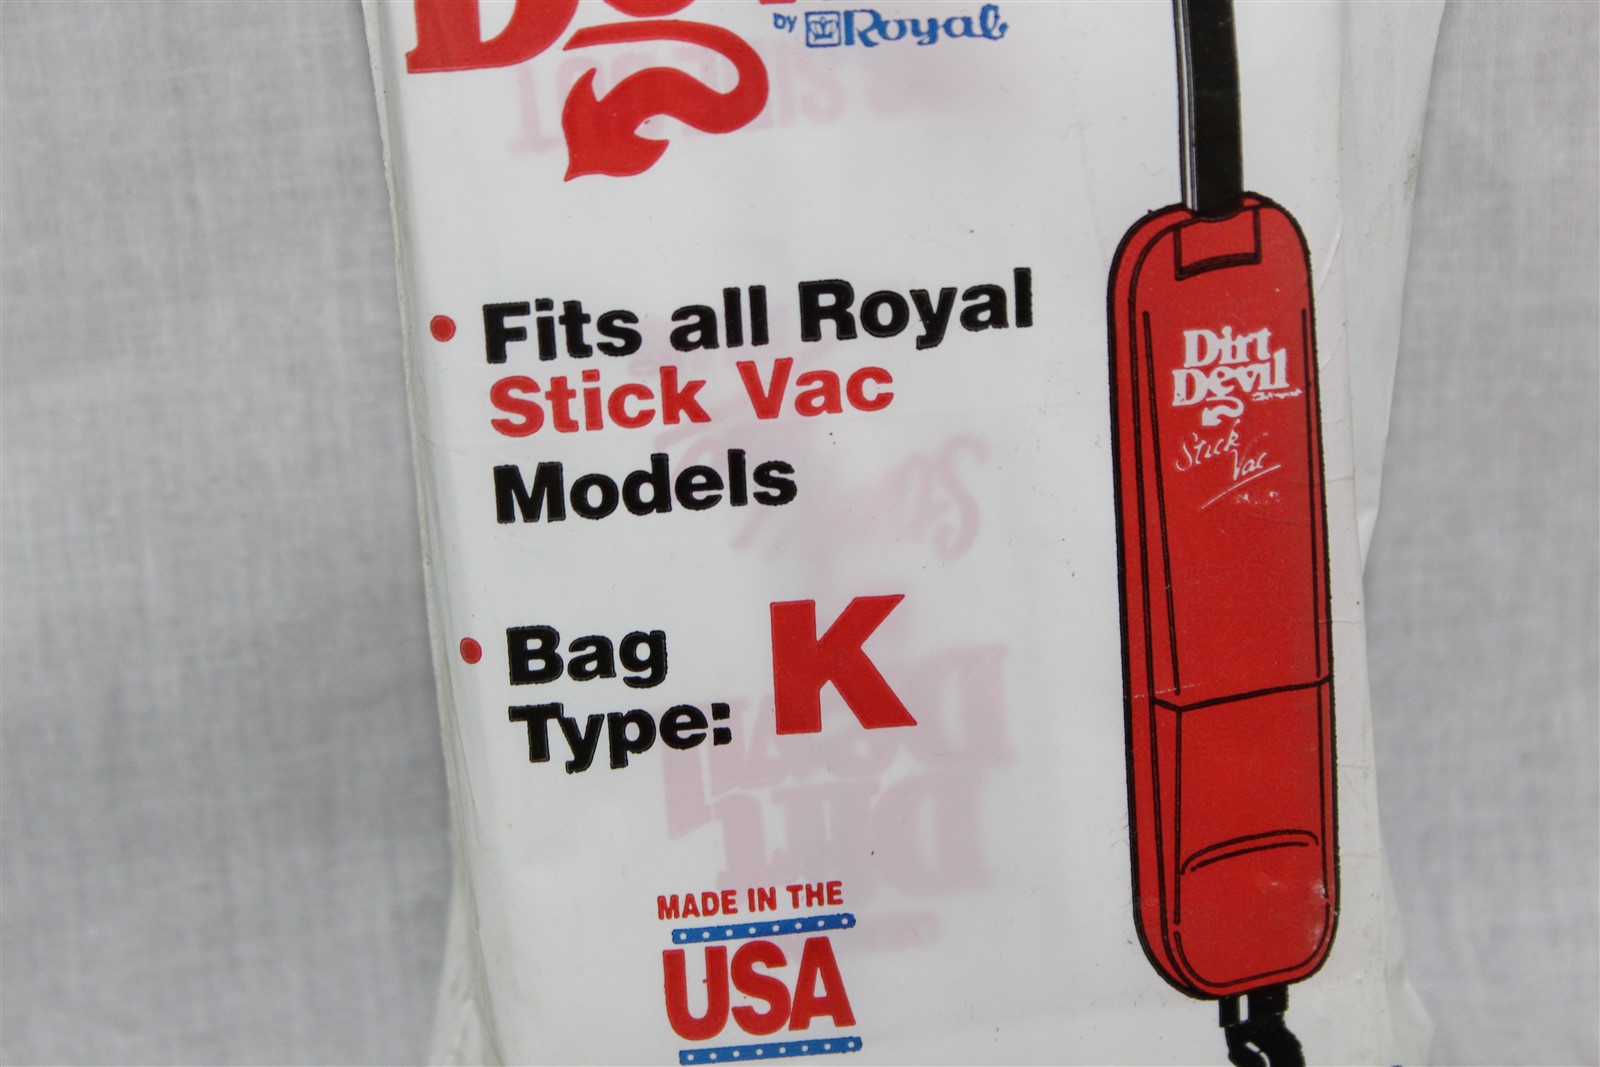 by Royal
• Fits all Royal
Stick Vac
Models
• Bag
Type: K
MADE IN THE
USA
Dirt
Devil
Stick
Vac